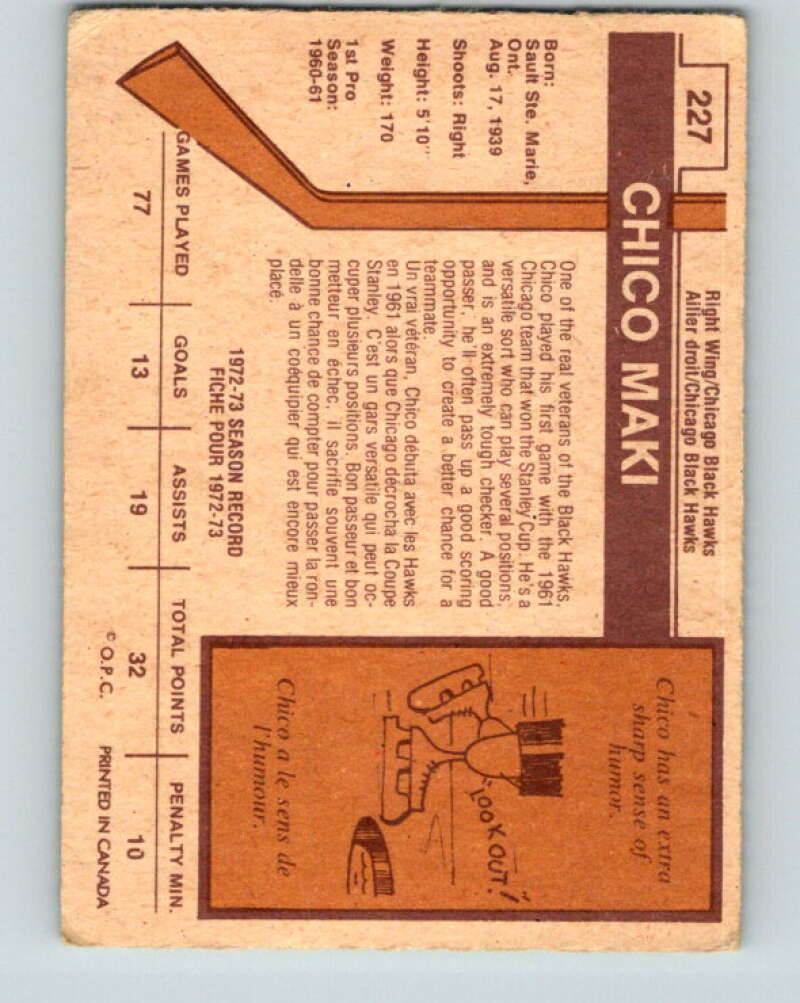 227
Right Wing/Chicago Black Hawks
Ailier droit/Chicago Black Hawks
CHICO MAKI
Born:
Sault Ste. Marie,
Ont.
Aug. 17, 1939
Shoots: Right
Height: 5'10"
Weight: 170
1st Pro
Season:
1960-61
One of the real veterans of the Black Hawks,
Chico played his first game with the 1961
Chicago team that won the Stanley Cup. He's a
versatile sort who can play several positions,
and is an extremely tough checker. A good
passer, he'll often pass up a good scoring
opportunity to create a better chance for a
teammate.
Un vrai vétéran, Chico débuta avec les Hawks
en 1961 alors que Chicago décrocha la Coupe
Stanley. C'est un gars versatile qui peut oc-
cuper plusieurs positions. Bon passeur et bon
metteur en échec, il sacrifie souvent une
bonne chance de compter pour passer la ron-
delle à un coéquipier qui est encore mieux
placé.
Chico has an extra
sharp sense of
humor.
"LOOK OUT!"
Chico a le sens de
l'humour.
1972-73 SEASON RECORD
FICHE POUR 1972-73
GAMES PLAYED GOALS ASSISTS TOTAL POINTS PENALTY MIN.
77 13 19 32 10
© O.P.C. PRINTED IN CANADA